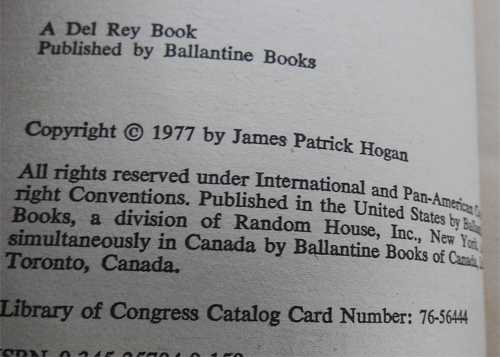 A Del Rey Book
Published by Ballantine Books
Copyright © 1977 by James Patrick Hogan
All rights reserved under International and Pan-American
right Conventions. Published in the United States by
Books, a division of Random House, Inc., New York,
simultaneously in Canada by Ballantine Books of Canada,
Toronto, Canada.
Library of Congress Catalog Card Number: 76-56444